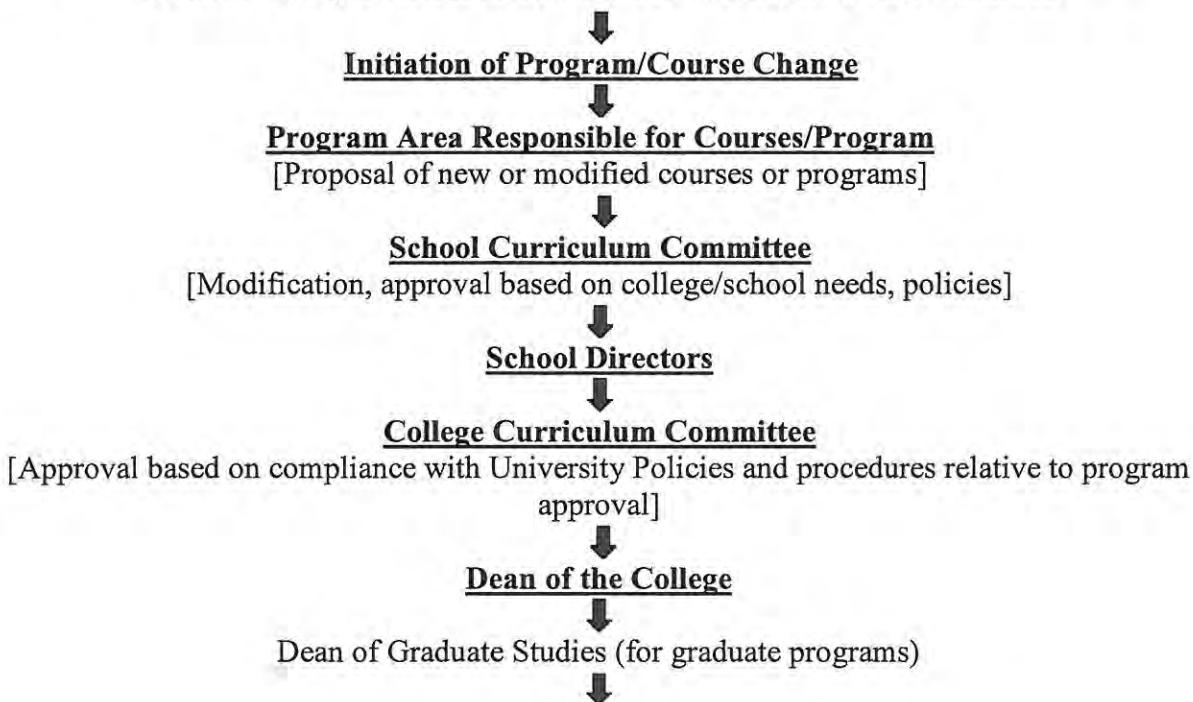 Initiation of Program/Course Change
Program Area Responsible for Courses/Program
[Proposal of new or modified courses or programs]
School Curriculum Committee
[Modification, approval based on college/school needs, policies]
School Directors
College Curriculum Committee
[Approval based on compliance with University Policies and procedures relative to program
approval]
Dean of the College
Dean of Graduate Studies (for graduate programs)